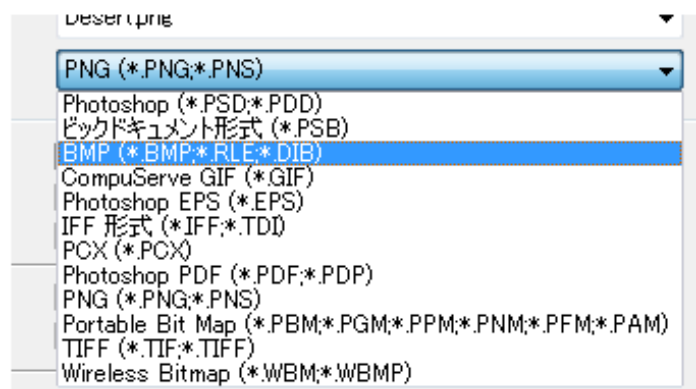 Desert.png
PNG (*.PNG;*.PNS)
Photoshop (*.PSD;*.PDD)
ビックドキュメント形式 (*.PSB)
BMP (*.BMP;*.RLE;*.DIB)
CompuServe GIF (*.GIF)
Photoshop EPS (*.EPS)
IFF 形式 (*.IFF;*.TDI)
PCX (*.PCX)
Photoshop PDF (*.PDF;*.PDP)
PNG (*.PNG;*.PNS)
Portable Bit Map (*.PBM;*.PGM;*.PPM;*.PNM;*.PFM;*.PAM)
TIFF (*.TIF;*.TIFF)
Wireless Bitmap (*.WBM;*.WBMP)